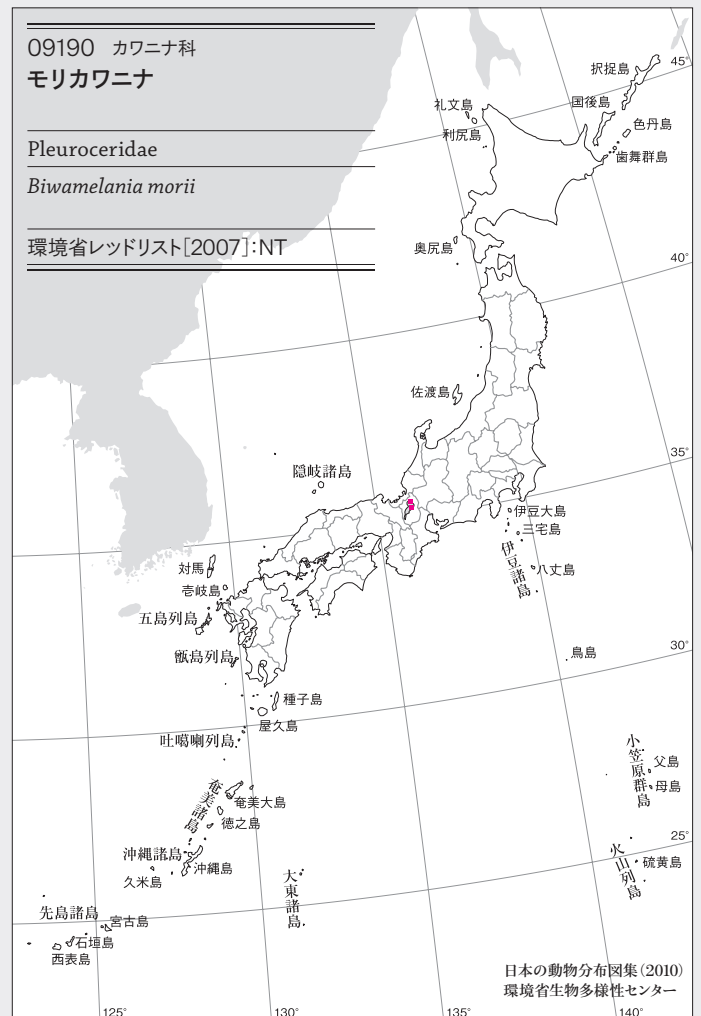 09190 カワニナ科
モリカワニナ
Pleuroceridae
Biwamelania morii
環境省レッドリスト[2007]:NT
択捉島
45°
礼文島
国後島
利尻島
色丹島
歯舞群島
奥尻島
40°
佐渡島
35°
隠岐諸島
伊豆大島
三宅島
伊豆諸島
八丈島
対馬
壱岐島
五島列島
甑島列島
鳥島
30°
種子島
屋久島
吐噶喇列島
小笠原群島
父島
母島
奄美諸島
奄美大島
徳之島
25°
沖縄諸島
沖縄島
久米島
火山列島
硫黄島
大東諸島
先島諸島
宮古島
石垣島
西表島
日本の動物分布図集(2010)
環境省生物多様性センター
125°
130°
135°
140°